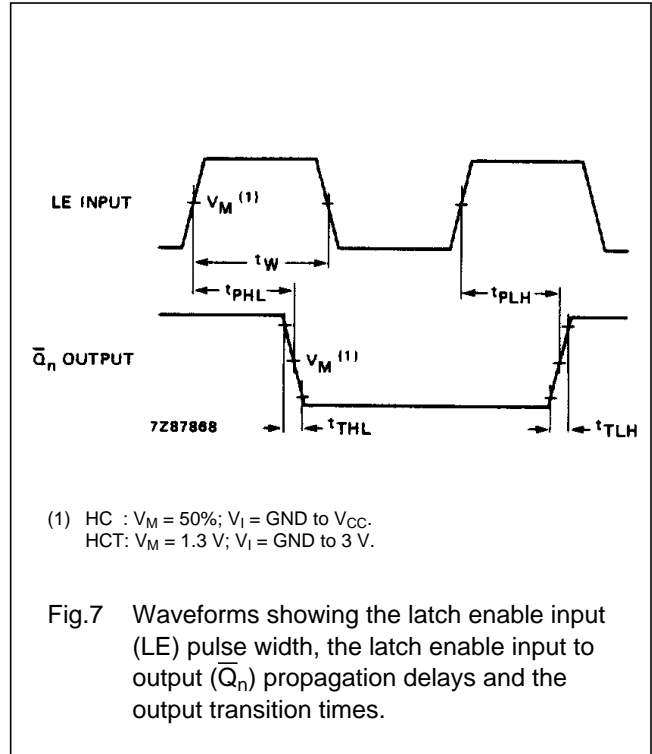 LE INPUT
V_M (1)
t_W
t_PHL
t_PLH
Q̅_n OUTPUT
V_M (1)
7Z87868
t_THL
t_TLH
(1) HC : V_M = 50%; V_I = GND to V_CC.
HCT: V_M = 1.3 V; V_I = GND to 3 V.
Fig.7 Waveforms showing the latch enable input
(LE) pulse width, the latch enable input to
output (Q̅_n) propagation delays and the
output transition times.